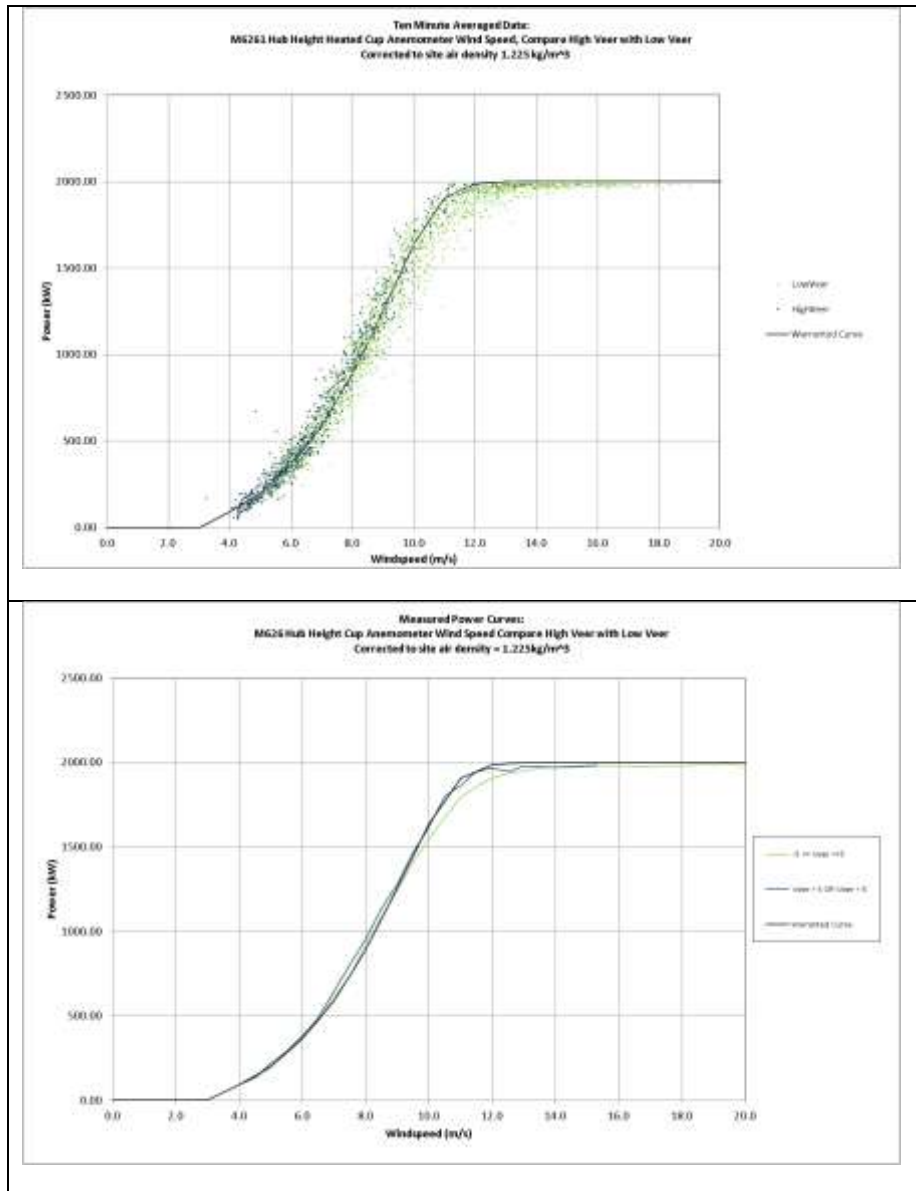 Ten Minute Averaged Data:
M6261 Hub Height Heated Cup Anemometer Wind Speed, Compare High Veer with Low Veer
Corrected to site air density 1.225 kg/m^3
Power (kW)
2500.00
2000.00
1500.00
1000.00
500.00
0.00
0.0 2.0 4.0 6.0 8.0 10.0 12.0 14.0 16.0 18.0 20.0
Windspeed (m/s)
LowVeer
HighVeer
Warranted Curve
Measured Power Curves:
M626 Hub Height Cup Anemometer Wind Speed Compare High Veer with Low Veer
Corrected to site air density = 1.225kg/m^3
Power (kW)
2500.00
2000.00
1500.00
1000.00
500.00
0.00
0.0 2.0 4.0 6.0 8.0 10.0 12.0 14.0 16.0 18.0 20.0
Windspeed (m/s)
Warranted Curve